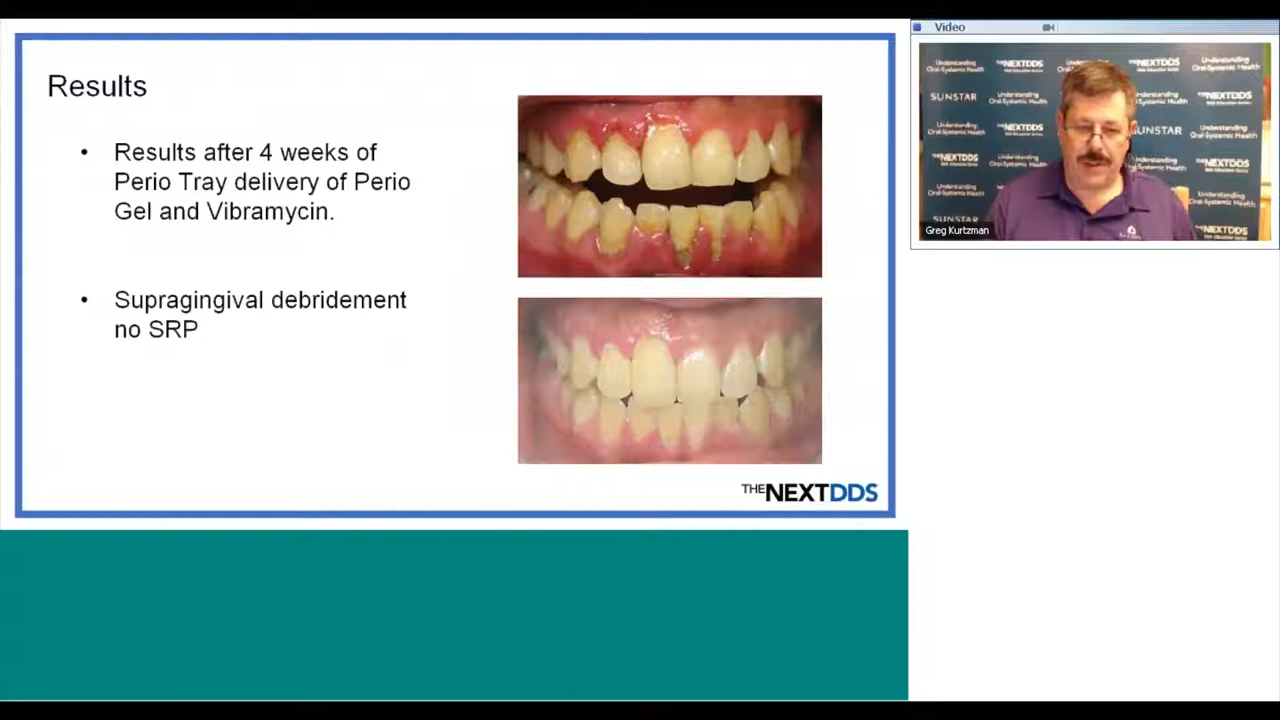 Results
• Results after 4 weeks of
Perio Tray delivery of Perio
Gel and Vibramycin.
• Supragingival debridement
no SRP
THENEXTDDS
Video
Understanding
Oral-Systemic Health
THENEXTDDS
SUNSTAR
Greg Kurtzman